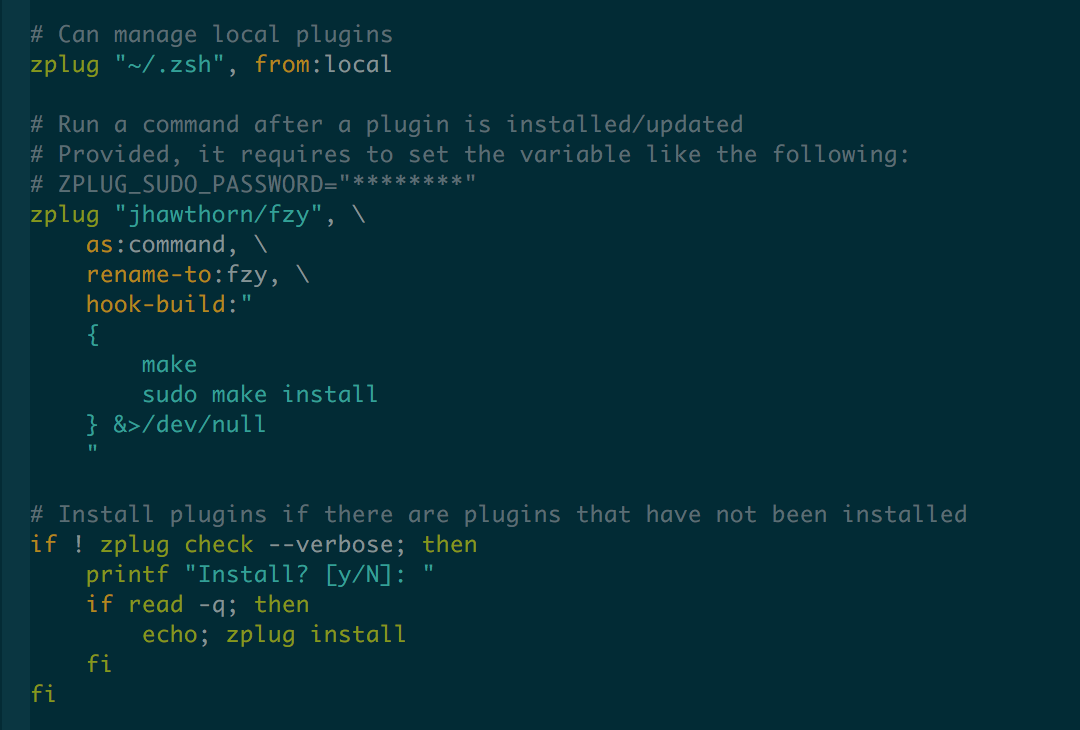 # Can manage local plugins
zplug "~/.zsh", from:local
# Run a command after a plugin is installed/updated
# Provided, it requires to set the variable like the following:
# ZPLUG_SUDO_PASSWORD="********"
zplug "jhawthorn/fzy", \
    as:command, \
    rename-to:fzy, \
    hook-build:"
    {
        make
        sudo make install
    } &>/dev/null
    "
# Install plugins if there are plugins that have not been installed
if ! zplug check --verbose; then
    printf "Install? [y/N]: "
    if read -q; then
        echo; zplug install
    fi
fi